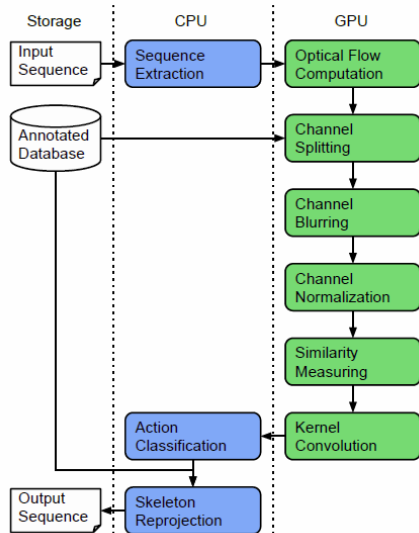 Storage
CPU
GPU
Input
Sequence
Sequence
Extraction
Optical Flow
Computation
Annotated
Database
Channel
Splitting
Channel
Blurring
Channel
Normalization
Similarity
Measuring
Action
Classification
Kernel
Convolution
Output
Sequence
Skeleton
Reprojection